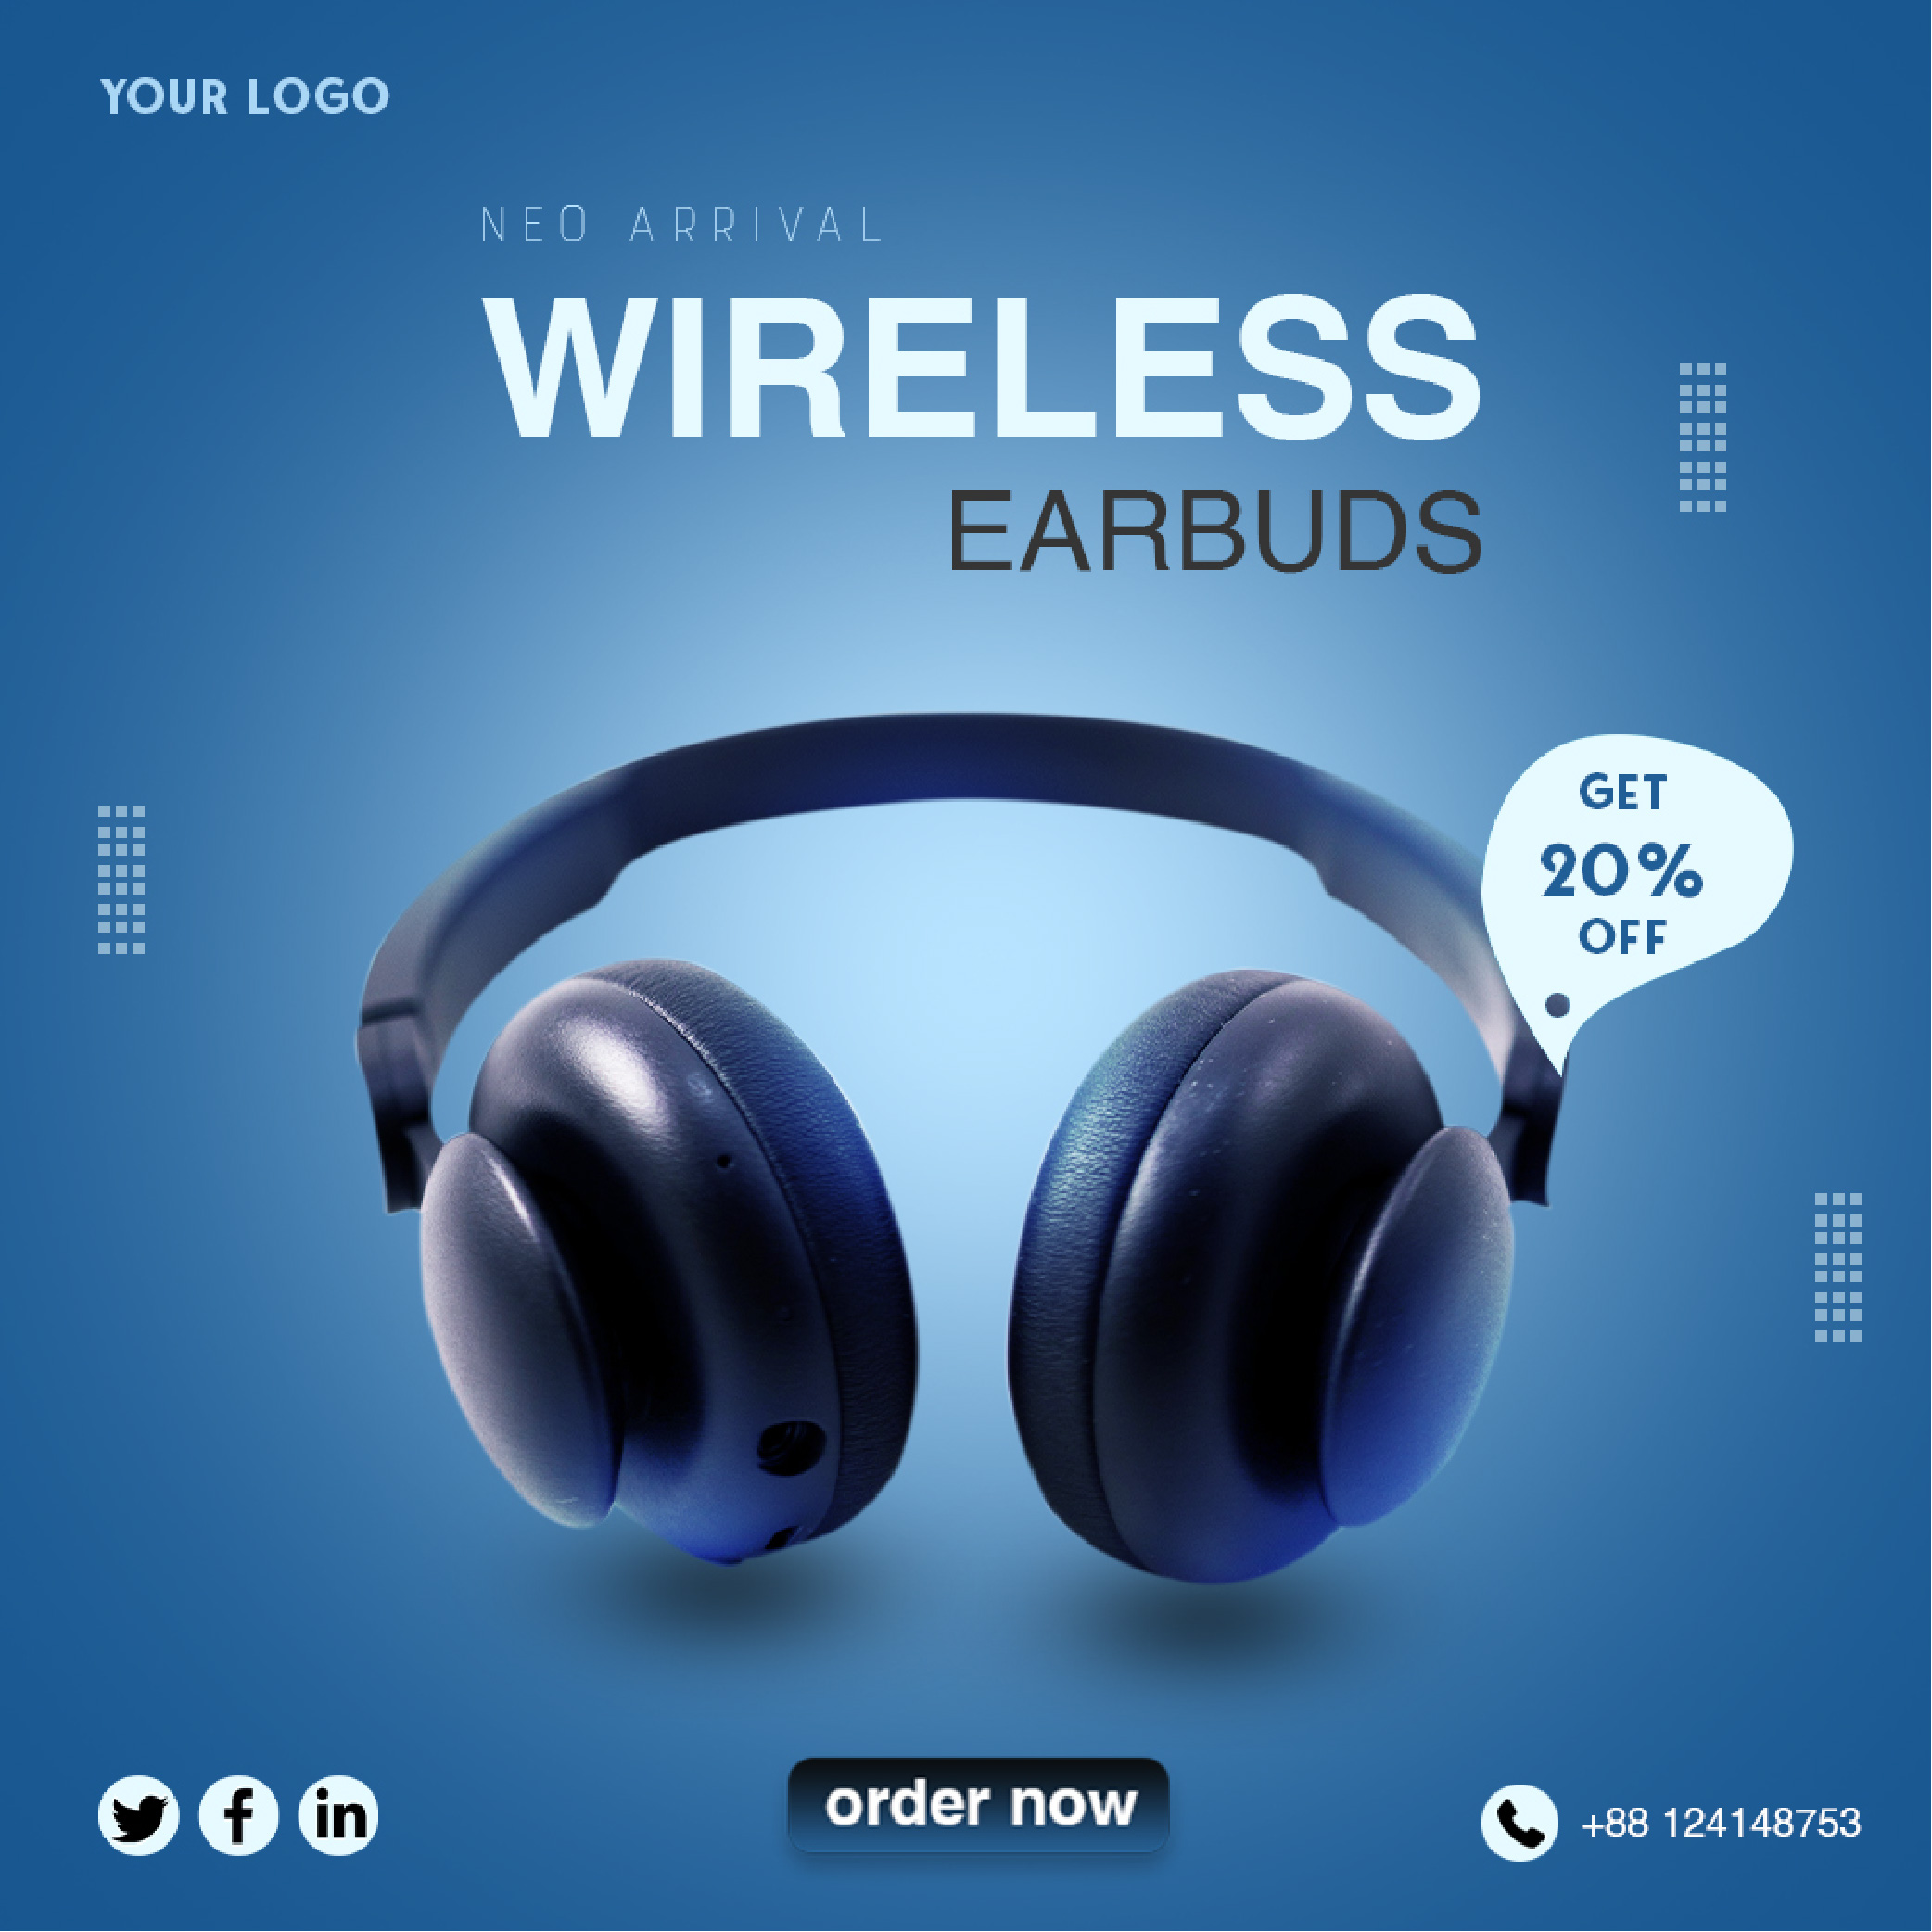 YOUR LOGO
NEO ARRIVAL
WIRELESS
EARBUDS
GET
20%
OFF
order now
+88 124148753